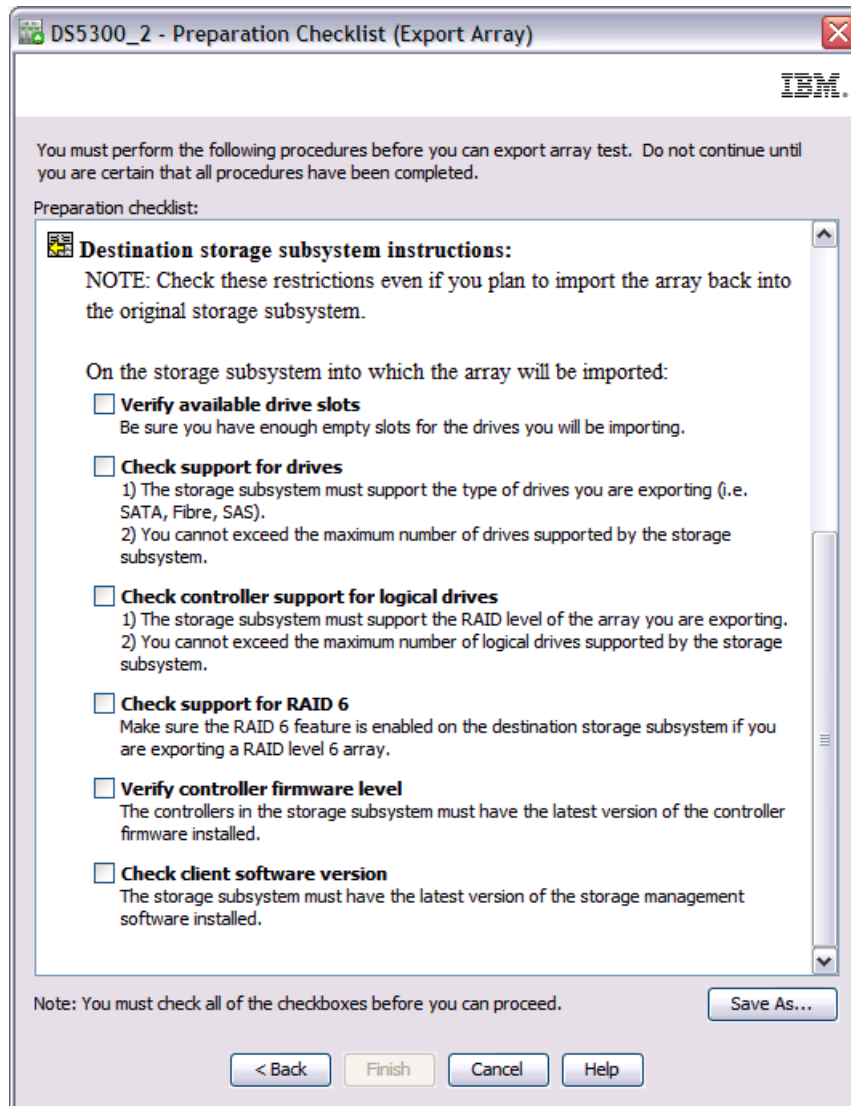 DS5300_2 - Preparation Checklist (Export Array)
IBM.
You must perform the following procedures before you can export array test. Do not continue until
you are certain that all procedures have been completed.
Preparation checklist:
Destination storage subsystem instructions:
NOTE: Check these restrictions even if you plan to import the array back into
the original storage subsystem.
On the storage subsystem into which the array will be imported:
Verify available drive slots
Be sure you have enough empty slots for the drives you will be importing.
Check support for drives
1) The storage subsystem must support the type of drives you are exporting (i.e.
SATA, Fibre, SAS).
2) You cannot exceed the maximum number of drives supported by the storage
subsystem.
Check controller support for logical drives
1) The storage subsystem must support the RAID level of the array you are exporting.
2) You cannot exceed the maximum number of logical drives supported by the storage
subsystem.
Check support for RAID 6
Make sure the RAID 6 feature is enabled on the destination storage subsystem if you
are exporting a RAID level 6 array.
Verify controller firmware level
The controllers in the storage subsystem must have the latest version of the controller
firmware installed.
Check client software version
The storage subsystem must have the latest version of the storage management
software installed.
Note: You must check all of the checkboxes before you can proceed.
Save As...
< Back
Finish
Cancel
Help